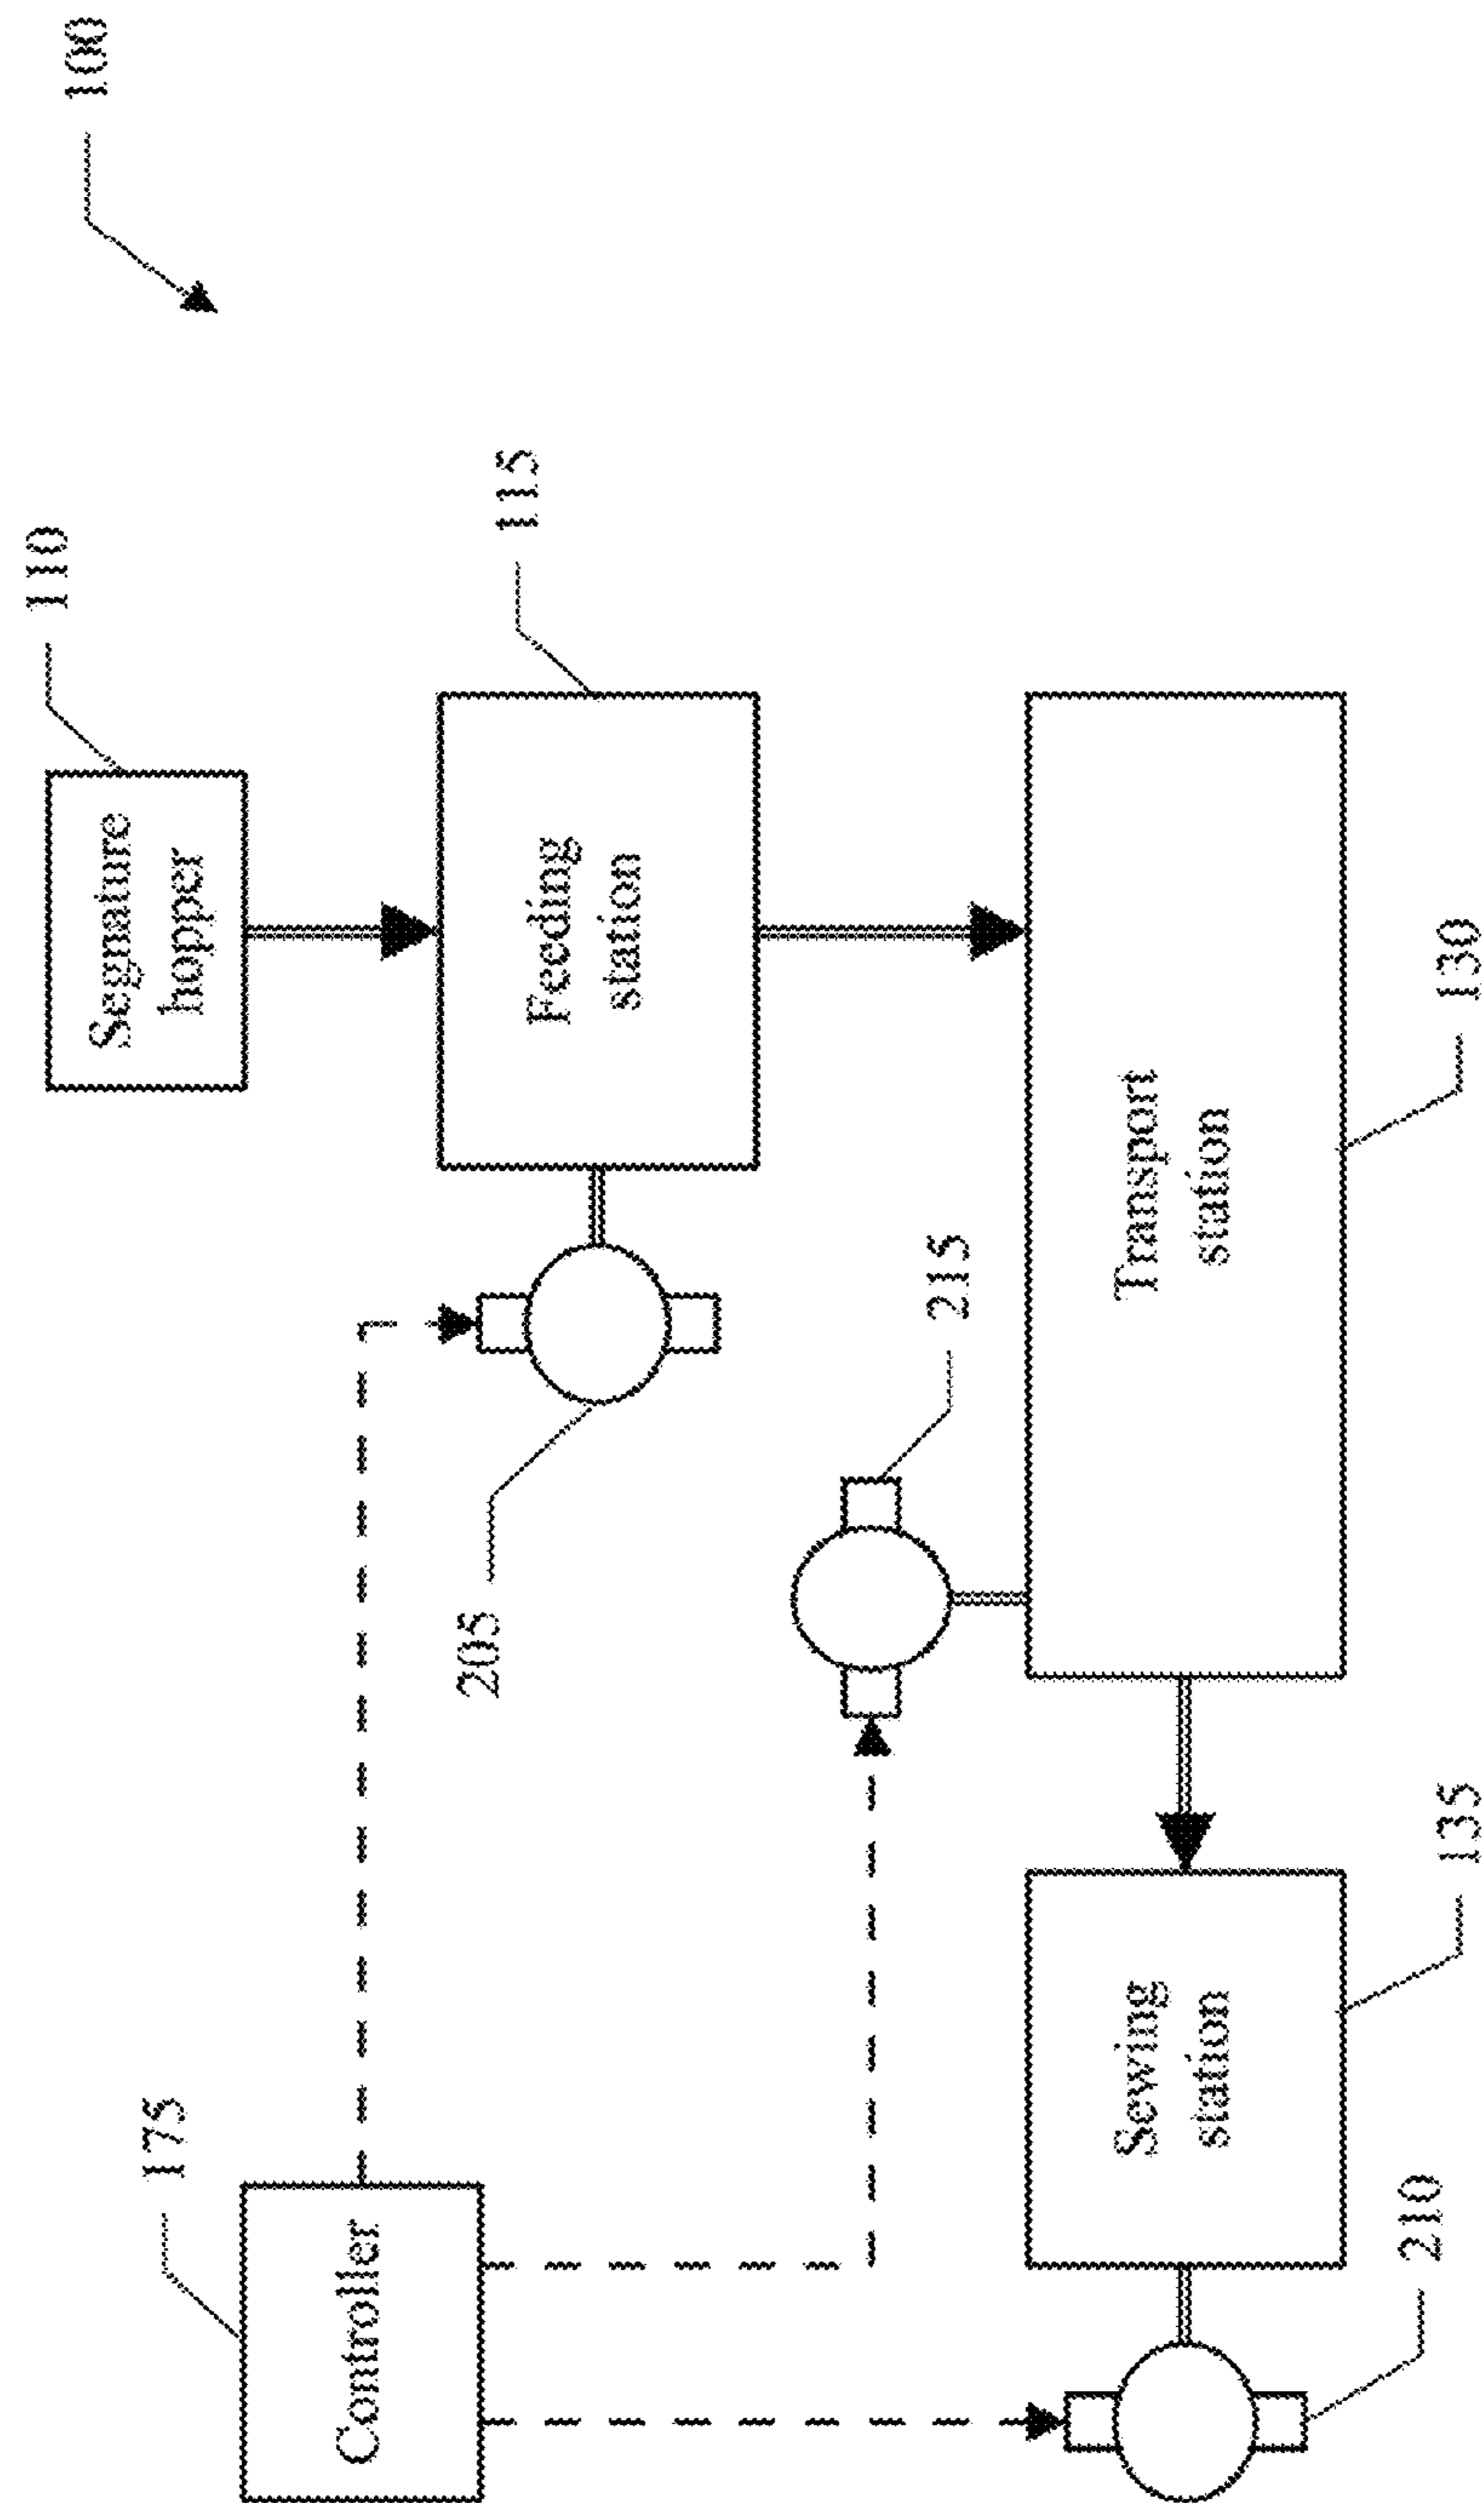 100
110
Segnature
hopper
175
Controller
115
Feeding
station
205
215
Sewing
station
Transport
station
210
135
130